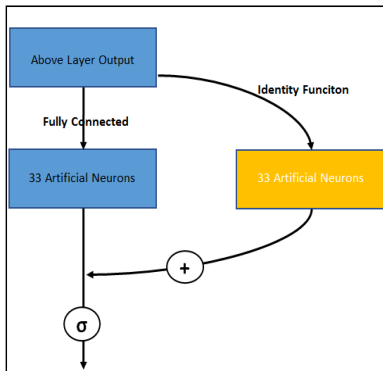 Above Layer Output
Identity Funciton
Fully Connected
33 Artificial Neurons
33 Artificial Neurons
+
σ